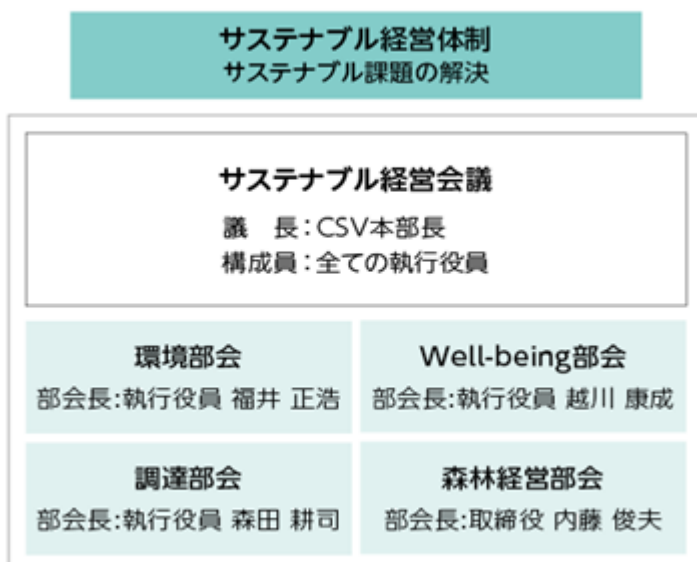 サステナブル経営体制
サステナブル課題の解決
サステナブル経営会議
議　長：CSV本部長
構成員：全ての執行役員
環境部会
部会長:執行役員 福井 正浩
Well-being部会
部会長:執行役員 越川 康成
調達部会
部会長:執行役員 森田 耕司
森林経営部会
部会長:取締役 内藤 俊夫